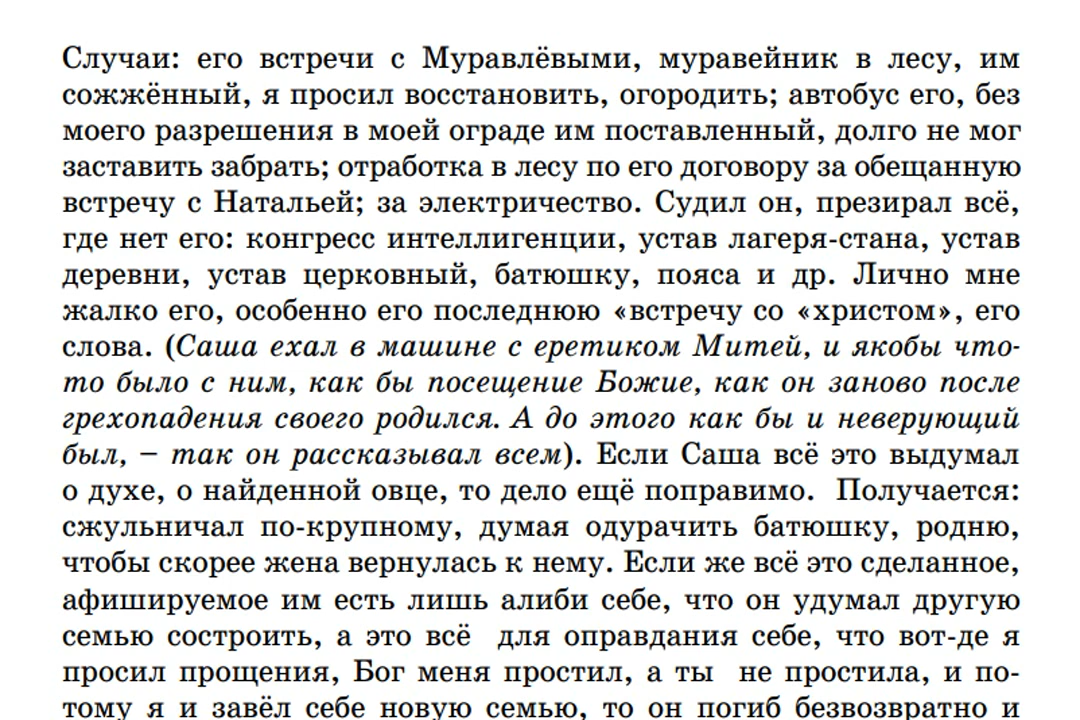 Случаи: его встречи с Муравлёвыми, муравейник в лесу, им
сожжённый, я просил восстановить, огородить; автобус его, без
моего разрешения в моей ограде им поставленный, долго не мог
заставить забрать; отработка в лесу по его договору за обещанную
встречу с Натальей; за электричество. Судил он, презирал всё,
где нет его: конгресс интеллигенции, устав лагеря-стана, устав
деревни, устав церковный, батюшку, пояса и др. Лично мне
жалко его, особенно его последнюю «встречу со «христом», его
слова. (Саша ехал в машине с еретиком Митей, и якобы что-
то было с ним, как бы посещение Божие, как он заново после
грехопадения своего родился. А до этого как бы и неверующий
был, – так он рассказывал всем). Если Саша всё это выдумал
о духе, о найденной овце, то дело ещё поправимо. Получается:
сжульничал по-крупному, думая одурачить батюшку, родню,
чтобы скорее жена вернулась к нему. Если же всё это сделанное,
афишируемое им есть лишь алиби себе, что он удумал другую
семью состроить, а это всё для оправдания себе, что вот-де я
просил прощения, Бог меня простил, а ты не простила, и по-
тому я и завёл себе новую семью, то он погиб безвозвратно и